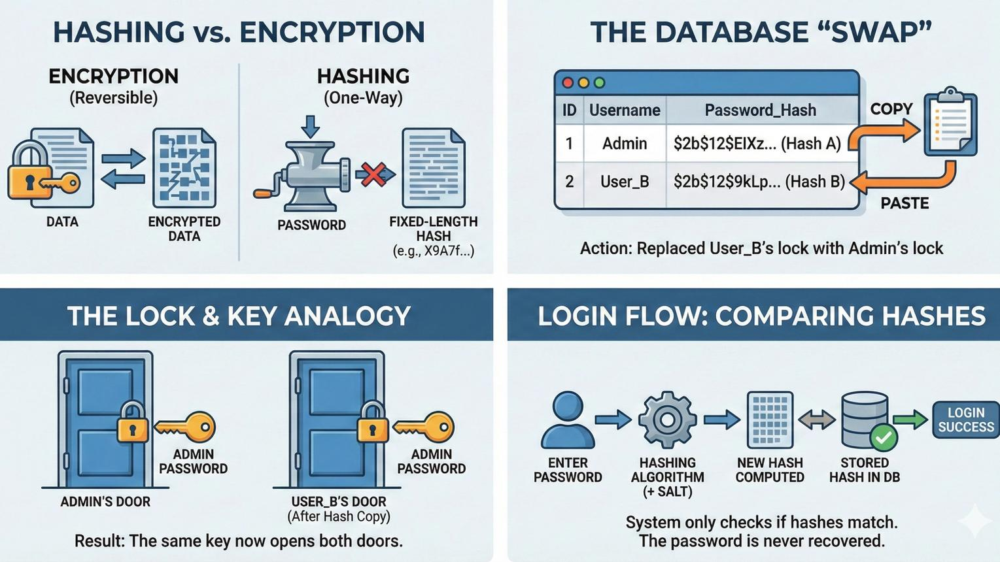 HASHING vs. ENCRYPTION
ENCRYPTION
(Reversible)
DATA
ENCRYPTED
DATA
HASHING
(One-Way)
PASSWORD
FIXED-LENGTH
HASH
(e.g., X9A7f...)
THE DATABASE “SWAP”
ID Username Password_Hash
1 Admin $2b$12$EIXz... (Hash A)
2 User_B $2b$12$9kLp... (Hash B)
COPY
PASTE
Action: Replaced User_B’s lock with Admin’s lock
THE LOCK & KEY ANALOGY
ADMIN
PASSWORD
ADMIN’S DOOR
ADMIN
PASSWORD
USER_B’S DOOR
(After Hash Copy)
Result: The same key now opens both doors.
LOGIN FLOW: COMPARING HASHES
ENTER
PASSWORD
HASHING
ALGORITHM
(+ SALT)
NEW HASH
COMPUTED
STORED
HASH IN DB
LOGIN
SUCCESS
System only checks if hashes match.
The password is never recovered.